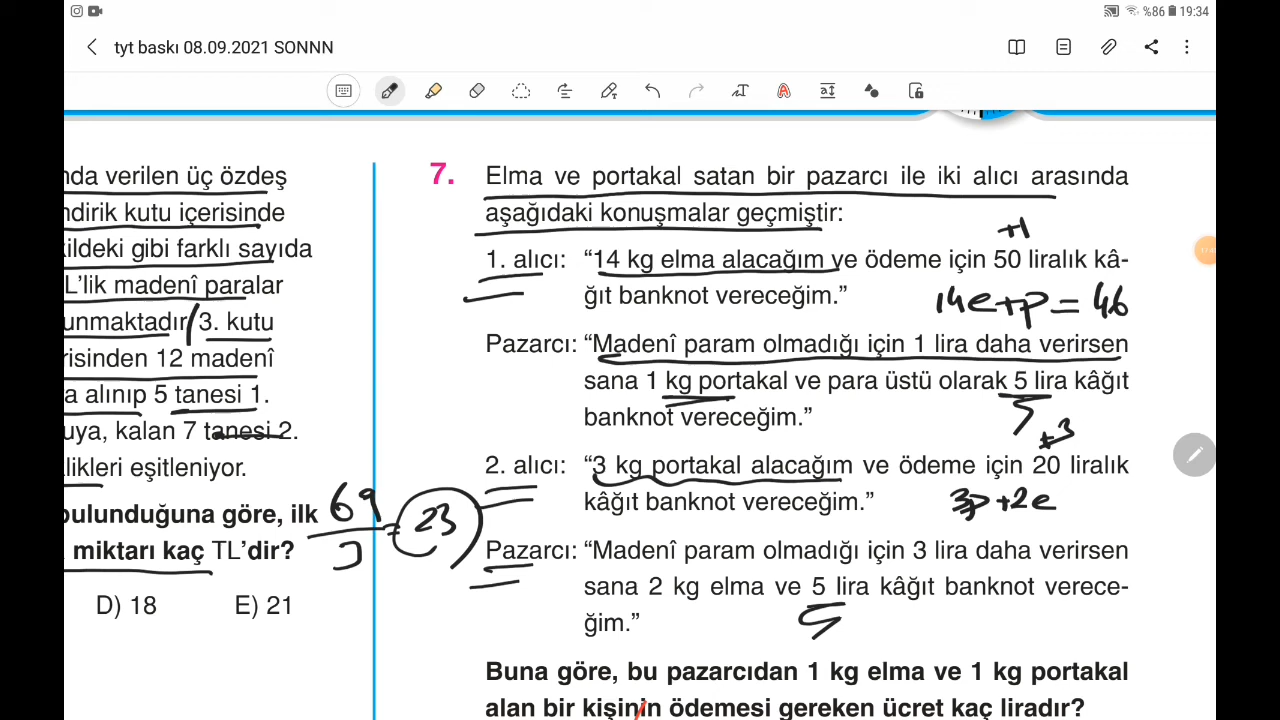 %86 19:34
tyt baskı 08.09.2021 SONNN
nda verilen üç özdeş
ndirik kutu içerisinde
kildeki gibi farklı sayıda
L'lik madenî paralar
unmaktadır. 3. kutu
erisinden 12 madenî
a alınıp 5 tanesi 1.
uya, kalan 7 tanesi 2.
likleri eşitleniyor.
bulunduğuna göre, ilk
miktarı kaç TL'dir?
69
= 23
3
D) 18 E) 21
7. Elma ve portakal satan bir pazarcı ile iki alıcı arasında
aşağıdaki konuşmalar geçmiştir:
+1
1. alıcı: “14 kg elma alacağım ve ödeme için 50 liralık kâ-
ğıt banknot vereceğim.”
14e+p = 46
Pazarcı: “Madenî param olmadığı için 1 lira daha verirsen
sana 1 kg portakal ve para üstü olarak 5 lira kâğıt
banknot vereceğim.”
5
+3
2. alıcı: “3 kg portakal alacağım ve ödeme için 20 liralık
kâğıt banknot vereceğim.”
3p+2e
Pazarcı: “Madenî param olmadığı için 3 lira daha verirsen
sana 2 kg elma ve 5 lira kâğıt banknot verece-
ğim.”
5
Buna göre, bu pazarcıdan 1 kg elma ve 1 kg portakal
alan bir kişinin ödemesi gereken ücret kaç liradır?